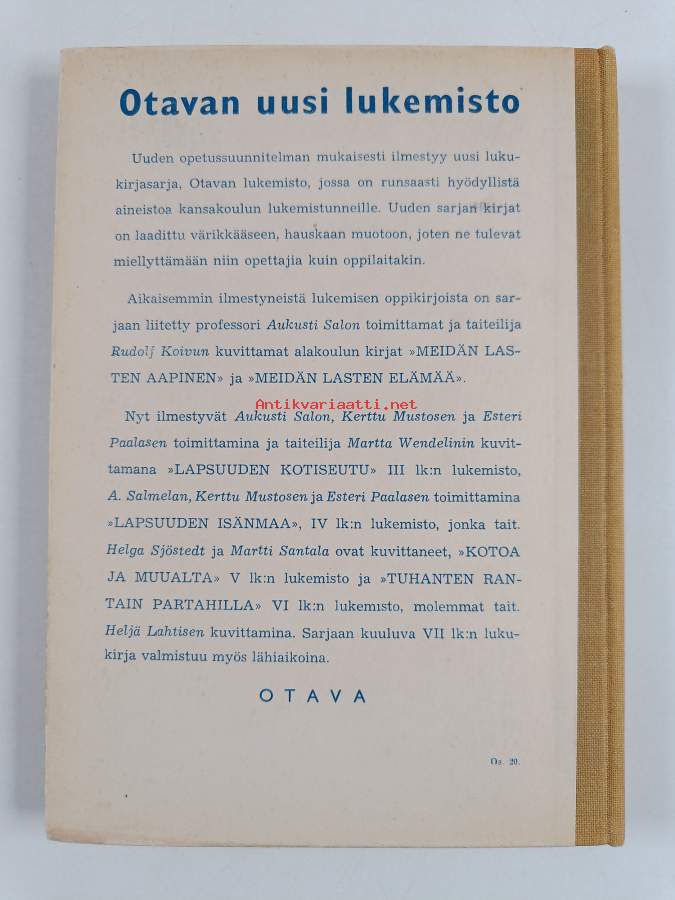 Otavan uusi lukemisto
Uuden opetussuunnitelman mukaisesti ilmestyy uusi luku-
kirjasarja, Otavan lukemisto, jossa on runsaasti hyödyllistä
aineistoa kansakoulun lukemistunneille. Uuden sarjan kirjat
on laadittu värikkääseen, hauskaan muotoon, joten ne tulevat
miellyttämään niin opettajia kuin oppilaitakin.
Aikaisemmin ilmestyneistä lukemisen oppikirjoista on sar-
jaan liitetty professori Aukusti Salon toimittamat ja taiteilija
Rudolf Koivun kuvittamat alakoulun kirjat »MEIDÄN LAS-
TEN AAPINEN» ja »MEIDÄN LASTEN ELÄMÄÄ».
Antikvariaatti.net
Nyt ilmestyvät Aukusti Salon, Kerttu Mustosen ja Esteri
Paalasen toimittamina ja taiteilija Martta Wendelinin kuvit-
tamana »LAPSUUDEN KOTISEUTU» III lk:n lukemisto,
A. Salmelan, Kerttu Mustosen ja Esteri Paalasen toimittamina
»LAPSUUDEN ISÄNMAA», IV lk:n lukemisto, jonka tait.
Helga Sjöstedt ja Martti Santala ovat kuvittaneet, »KOTOA
JA MUUALTA» V lk:n lukemisto ja »TUHANTEN RAN-
TAIN PARTAHILLA» VI lk:n lukemisto, molemmat tait.
Heljä Lahtisen kuvittamina. Sarjaan kuuluva VII lk:n luku-
kirja valmistuu myös lähiaikoina.
OTAVA
Oa 20.